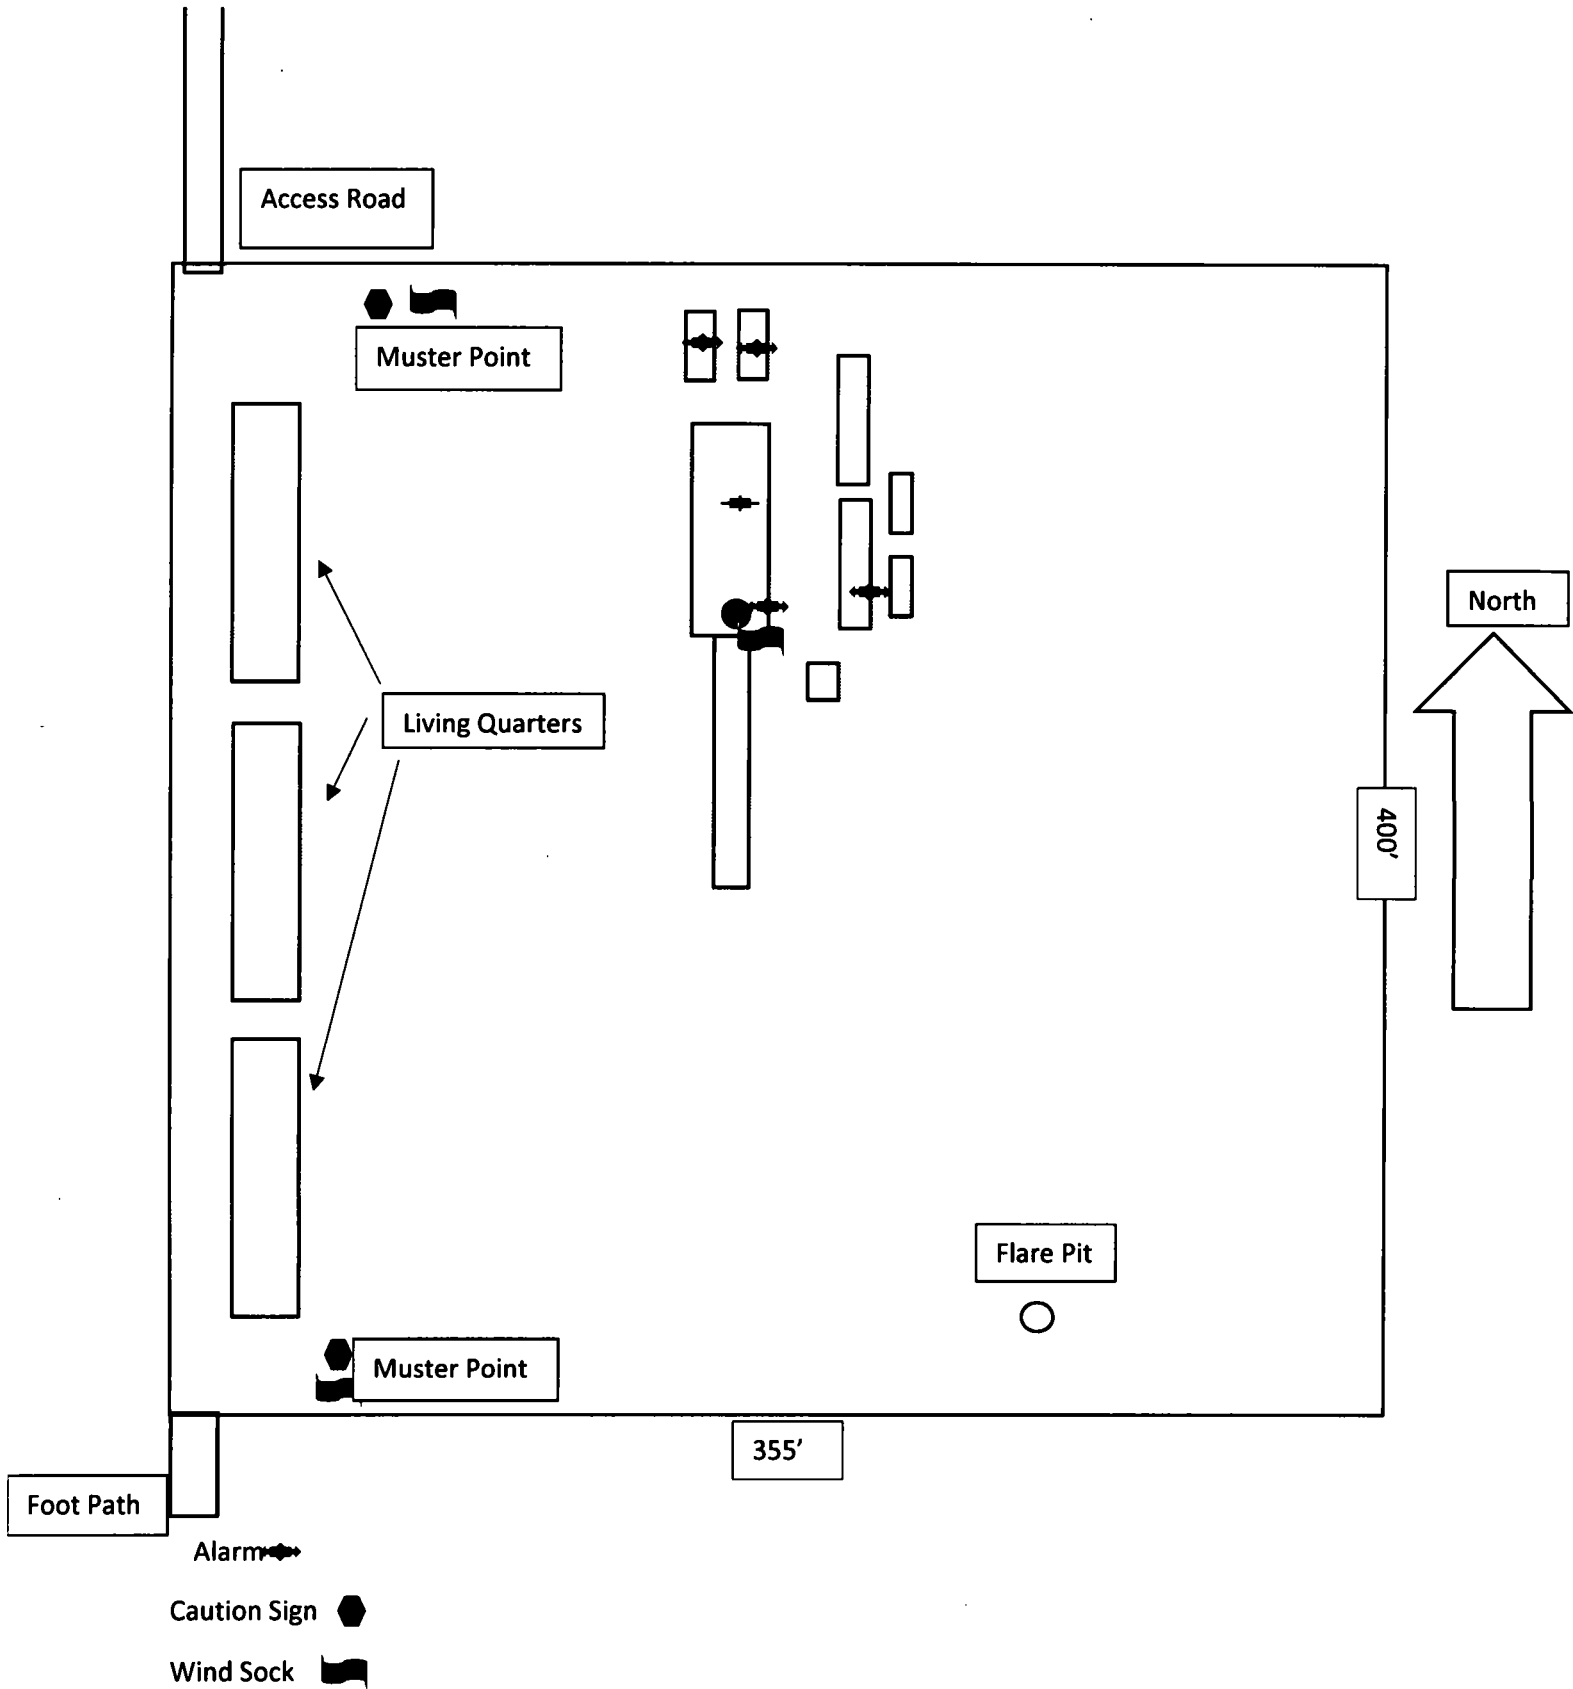 Access Road
Muster Point
North
Living Quarters
400'
Flare Pit
Muster Point
355'
Foot Path
Alarm
Caution Sign
Wind Sock